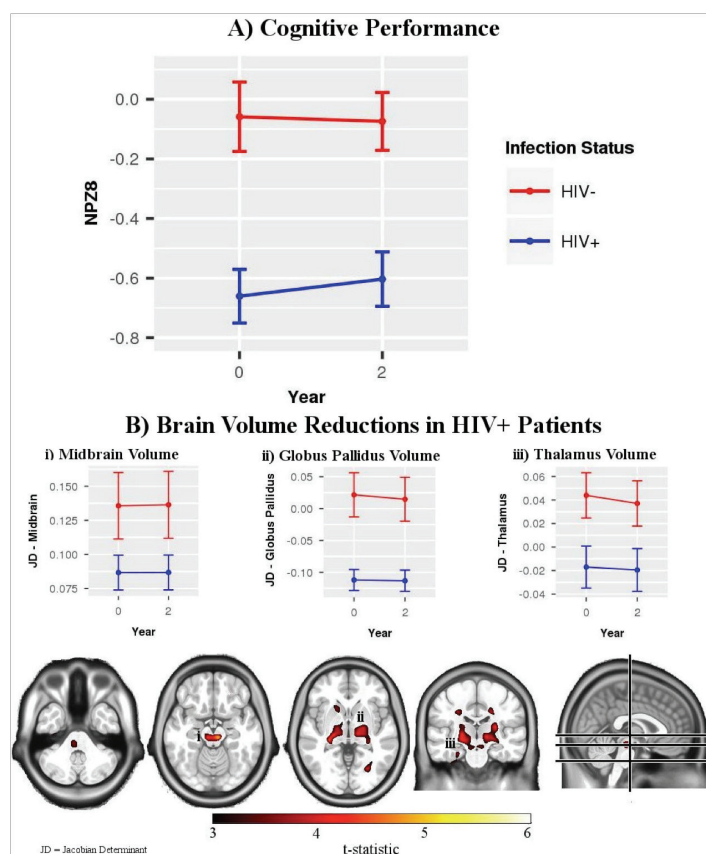 A) Cognitive Performance
0.0
-0.2
-0.4
-0.6
-0.8
NPZ8
0
2
Year
Infection Status
HIV-
HIV+
B) Brain Volume Reductions in HIV+ Patients
i) Midbrain Volume
0.150
0.125
0.100
0.075
JD - Midbrain
0
2
Year
ii) Globus Pallidus Volume
0.05
0.00
-0.10
JD - Globus Pallidus
0
2
Year
iii) Thalamus Volume
0.06
0.04
0.02
0.00
-0.02
-0.04
JD - Thalamus
0
2
Year
i
ii
iii
3
4
5
6
t-statistic
JD = Jacobian Determinant